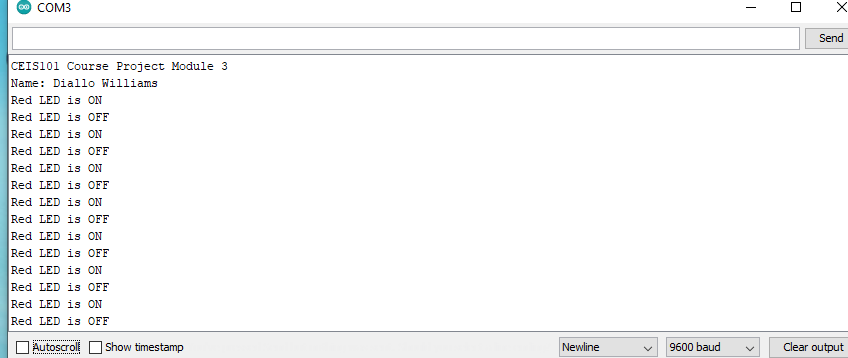 COM3
Send
CEIS101 Course Project Module 3
Name: Diallo Williams
Red LED is ON
Red LED is OFF
Red LED is ON
Red LED is OFF
Red LED is ON
Red LED is OFF
Red LED is ON
Red LED is OFF
Red LED is ON
Red LED is OFF
Red LED is ON
Red LED is OFF
Red LED is ON
Red LED is OFF
Autoscroll Show timestamp Newline 9600 baud Clear output